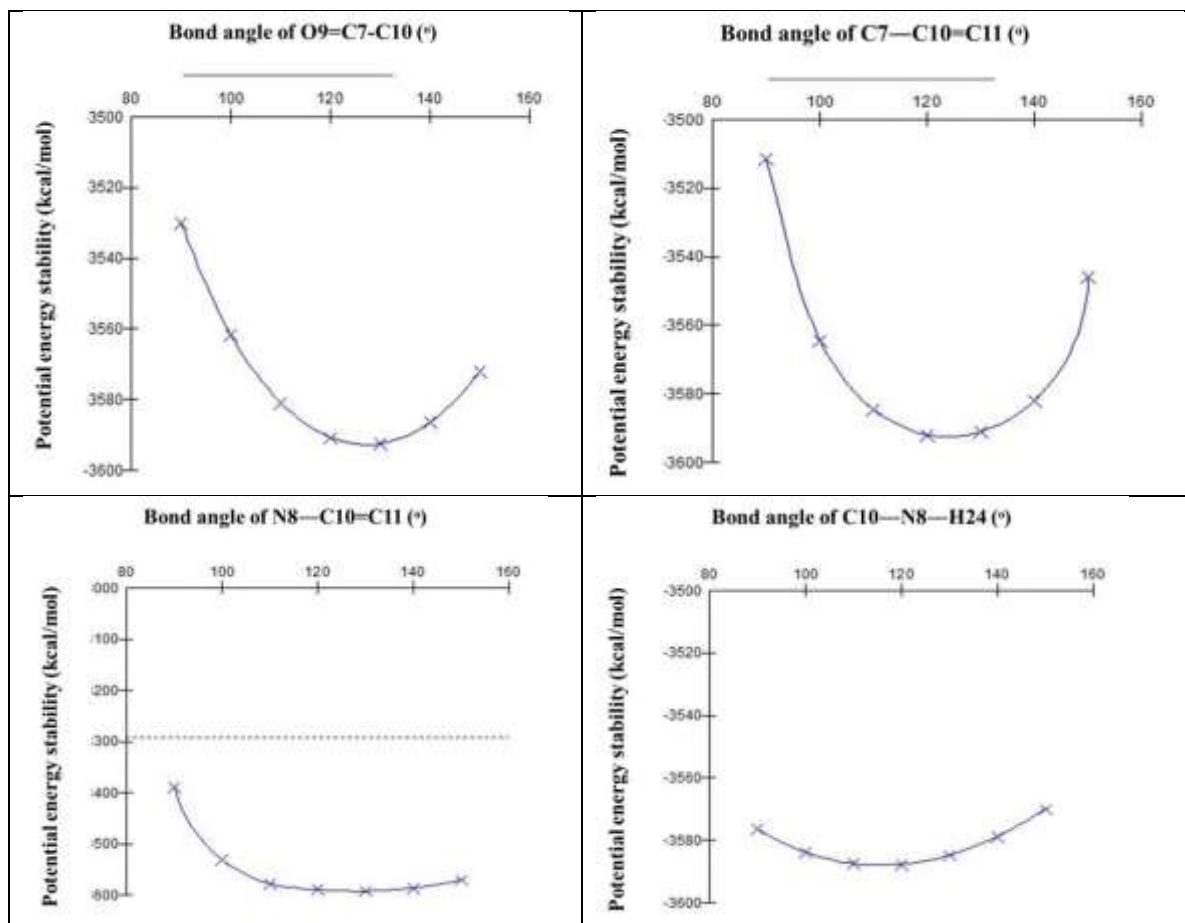 Bond angle of O9=C7-C10 (°)
80 100 120 140 160
-3500
-3520
-3540
-3560
-3580
-3600
Potential energy stability (kcal/mol)
Bond angle of C7—C10=C11 (°)
80 100 120 140 160
-3500
-3520
-3540
-3560
-3580
-3600
Potential energy stability (kcal/mol)
Bond angle of N8—C10=C11 (°)
80 100 120 140 160
:000
/100
:200
:300
:400
:500
:600
Potential energy stability (kcal/mol)
Bond angle of C10—N8—H24 (°)
80 100 120 140 160
-3500
-3520
-3540
-3560
-3580
-3600
Potential energy stability (kcal/mol)